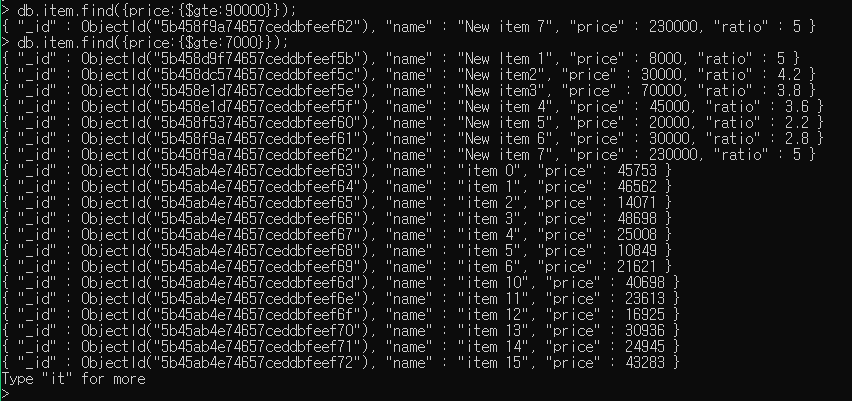 > db.item.find({price:{$gte:90000}});
{ "_id" : ObjectId("5b458f9a74657ceddbfeef62"), "name" : "New item 7", "price" : 230000, "ratio" : 5 }
> db.item.find({price:{$gte:7000}});
{ "_id" : ObjectId("5b458d9f74657ceddbfeef5b"), "name" : "New Item 1", "price" : 8000, "ratio" : 5 }
{ "_id" : ObjectId("5b458dc574657ceddbfeef5c"), "name" : "New item2", "price" : 30000, "ratio" : 4.2 }
{ "_id" : ObjectId("5b458e1d74657ceddbfeef5e"), "name" : "New item3", "price" : 70000, "ratio" : 3.8 }
{ "_id" : ObjectId("5b458e1d74657ceddbfeef5f"), "name" : "New item 4", "price" : 45000, "ratio" : 3.6 }
{ "_id" : ObjectId("5b458f5374657ceddbfeef60"), "name" : "New item 5", "price" : 20000, "ratio" : 2.2 }
{ "_id" : ObjectId("5b458f9a74657ceddbfeef61"), "name" : "New item 6", "price" : 30000, "ratio" : 2.8 }
{ "_id" : ObjectId("5b458f9a74657ceddbfeef62"), "name" : "New item 7", "price" : 230000, "ratio" : 5 }
{ "_id" : ObjectId("5b45ab4e74657ceddbfeef63"), "name" : "item 0", "price" : 45753 }
{ "_id" : ObjectId("5b45ab4e74657ceddbfeef64"), "name" : "item 1", "price" : 46562 }
{ "_id" : ObjectId("5b45ab4e74657ceddbfeef65"), "name" : "item 2", "price" : 14071 }
{ "_id" : ObjectId("5b45ab4e74657ceddbfeef66"), "name" : "item 3", "price" : 48698 }
{ "_id" : ObjectId("5b45ab4e74657ceddbfeef67"), "name" : "item 4", "price" : 25008 }
{ "_id" : ObjectId("5b45ab4e74657ceddbfeef68"), "name" : "item 5", "price" : 10849 }
{ "_id" : ObjectId("5b45ab4e74657ceddbfeef69"), "name" : "item 6", "price" : 21621 }
{ "_id" : ObjectId("5b45ab4e74657ceddbfeef6d"), "name" : "item 10", "price" : 40698 }
{ "_id" : ObjectId("5b45ab4e74657ceddbfeef6e"), "name" : "item 11", "price" : 23613 }
{ "_id" : ObjectId("5b45ab4e74657ceddbfeef6f"), "name" : "item 12", "price" : 16925 }
{ "_id" : ObjectId("5b45ab4e74657ceddbfeef70"), "name" : "item 13", "price" : 30936 }
{ "_id" : ObjectId("5b45ab4e74657ceddbfeef71"), "name" : "item 14", "price" : 24945 }
{ "_id" : ObjectId("5b45ab4e74657ceddbfeef72"), "name" : "item 15", "price" : 43283 }
Type "it" for more
>